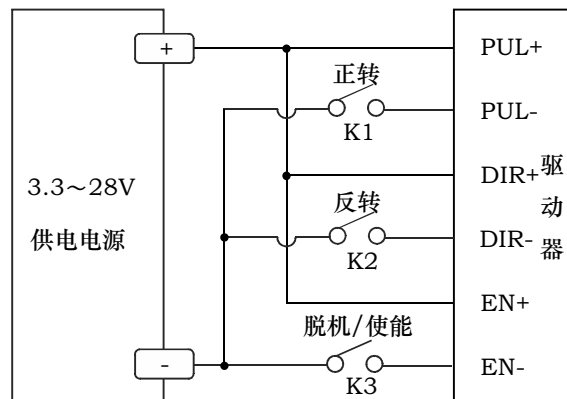 +
PUL+
正转
PUL-
K1
3.3～28V
供电电源
DIR+
反转
DIR-
K2
驱动器
EN+
脱机/使能
-
EN-
K3